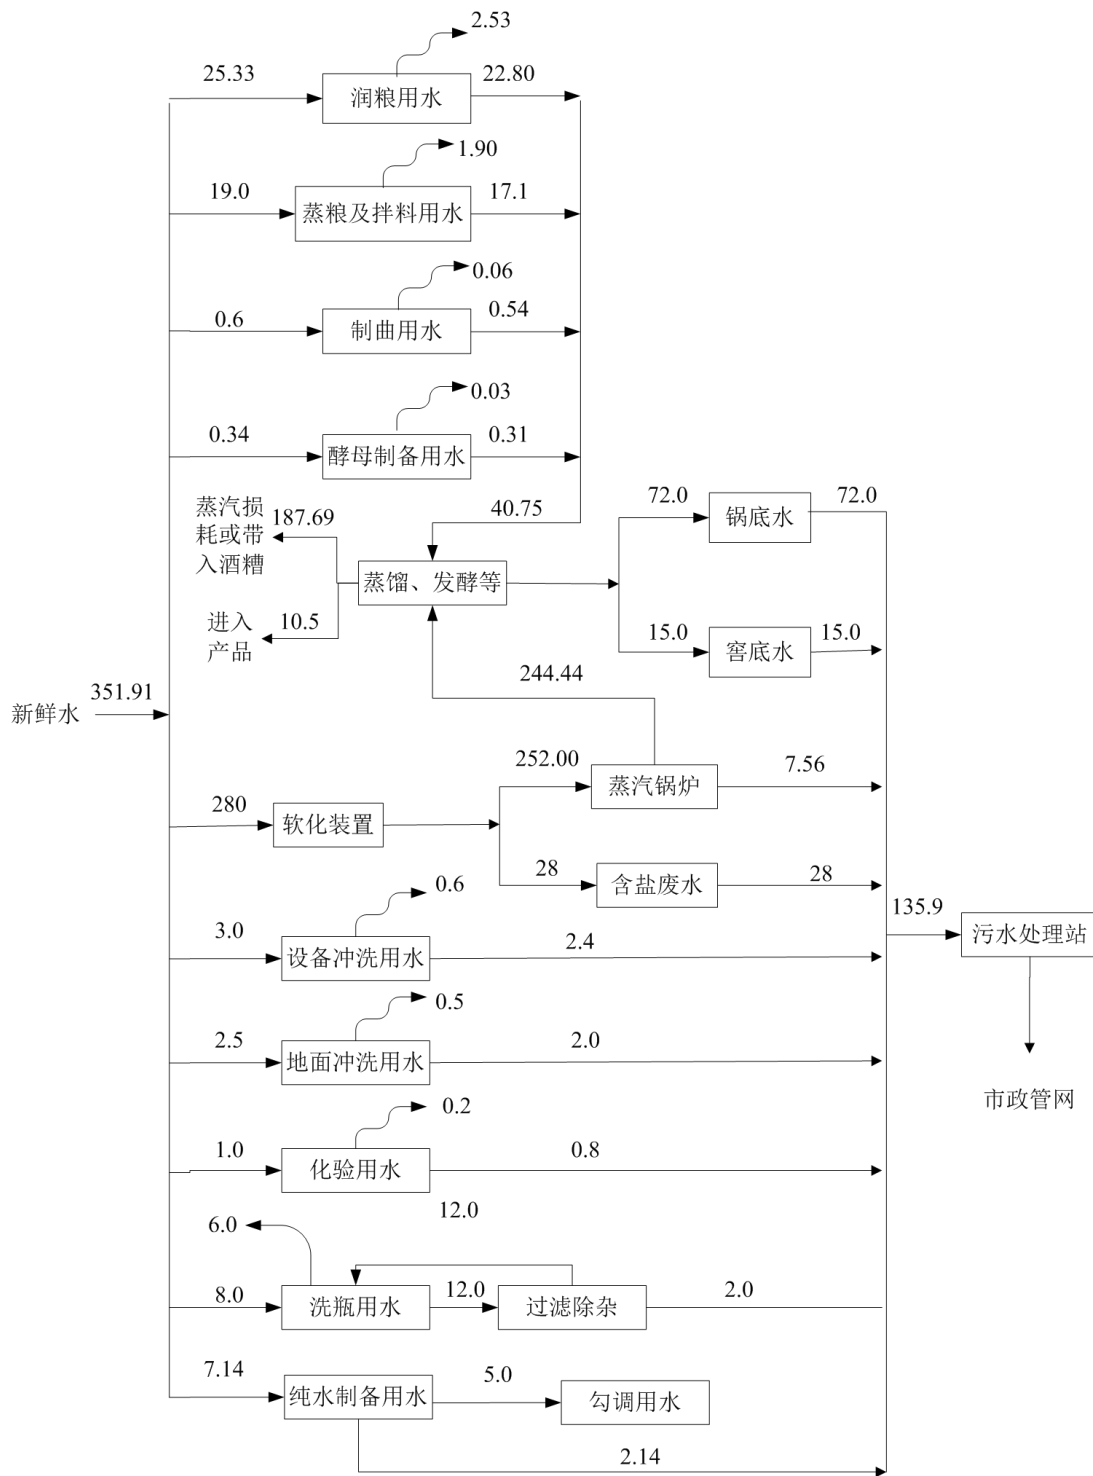 2.53
25.33
润粮用水
22.80
1.90
19.0
蒸粮及拌料用水
17.1
0.06
0.6
制曲用水
0.54
0.03
0.34
酵母制备用水
0.31
蒸汽损
耗或带
入酒糟
187.69
40.75
72.0
锅底水
72.0
蒸馏、发酵等
进入
产品
10.5
15.0
窖底水
15.0
244.44
新鲜水
351.91
252.00
蒸汽锅炉
7.56
280
软化装置
28
含盐废水
28
0.6
3.0
设备冲洗用水
2.4
135.9
污水处理站
0.5
2.5
地面冲洗用水
2.0
市政管网
0.2
1.0
化验用水
0.8
12.0
6.0
8.0
洗瓶用水
12.0
过滤除杂
2.0
7.14
纯水制备用水
5.0
勾调用水
2.14